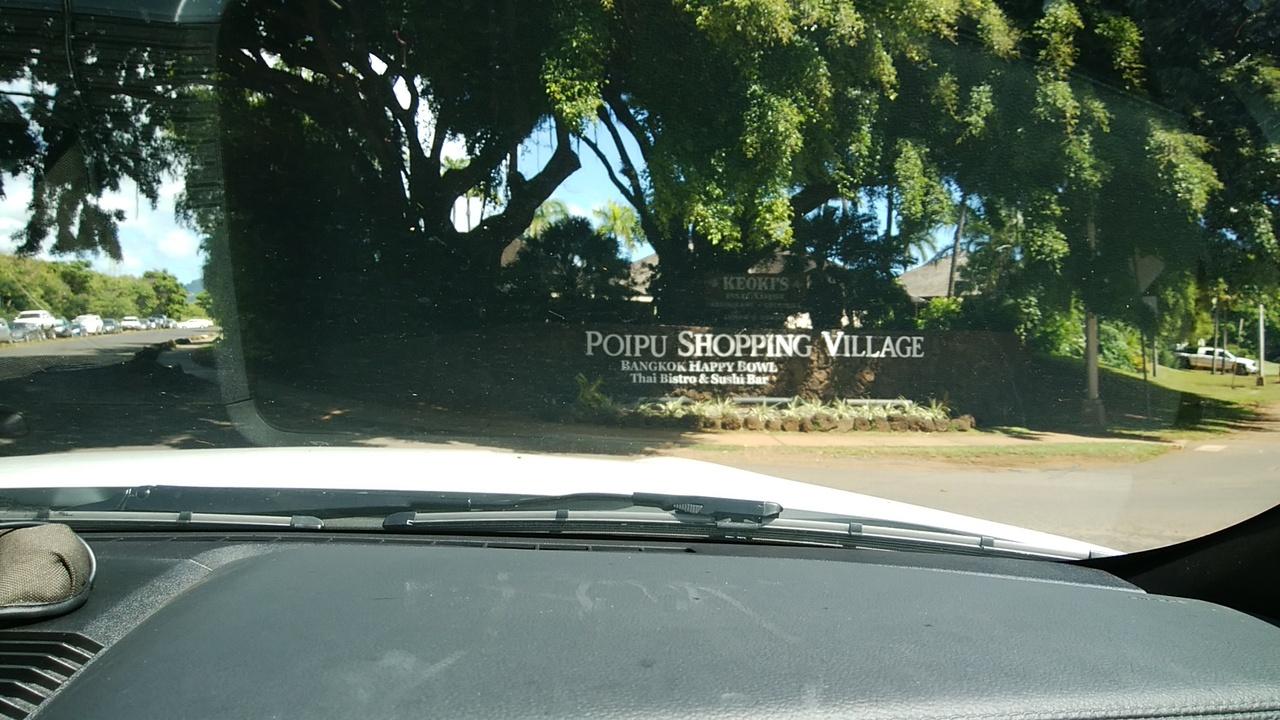 KEOKI'S
POIPU SHOPPING VILLAGE
BANGKOK HAPPY BOWL
Thai Bistro & Sushi Bar